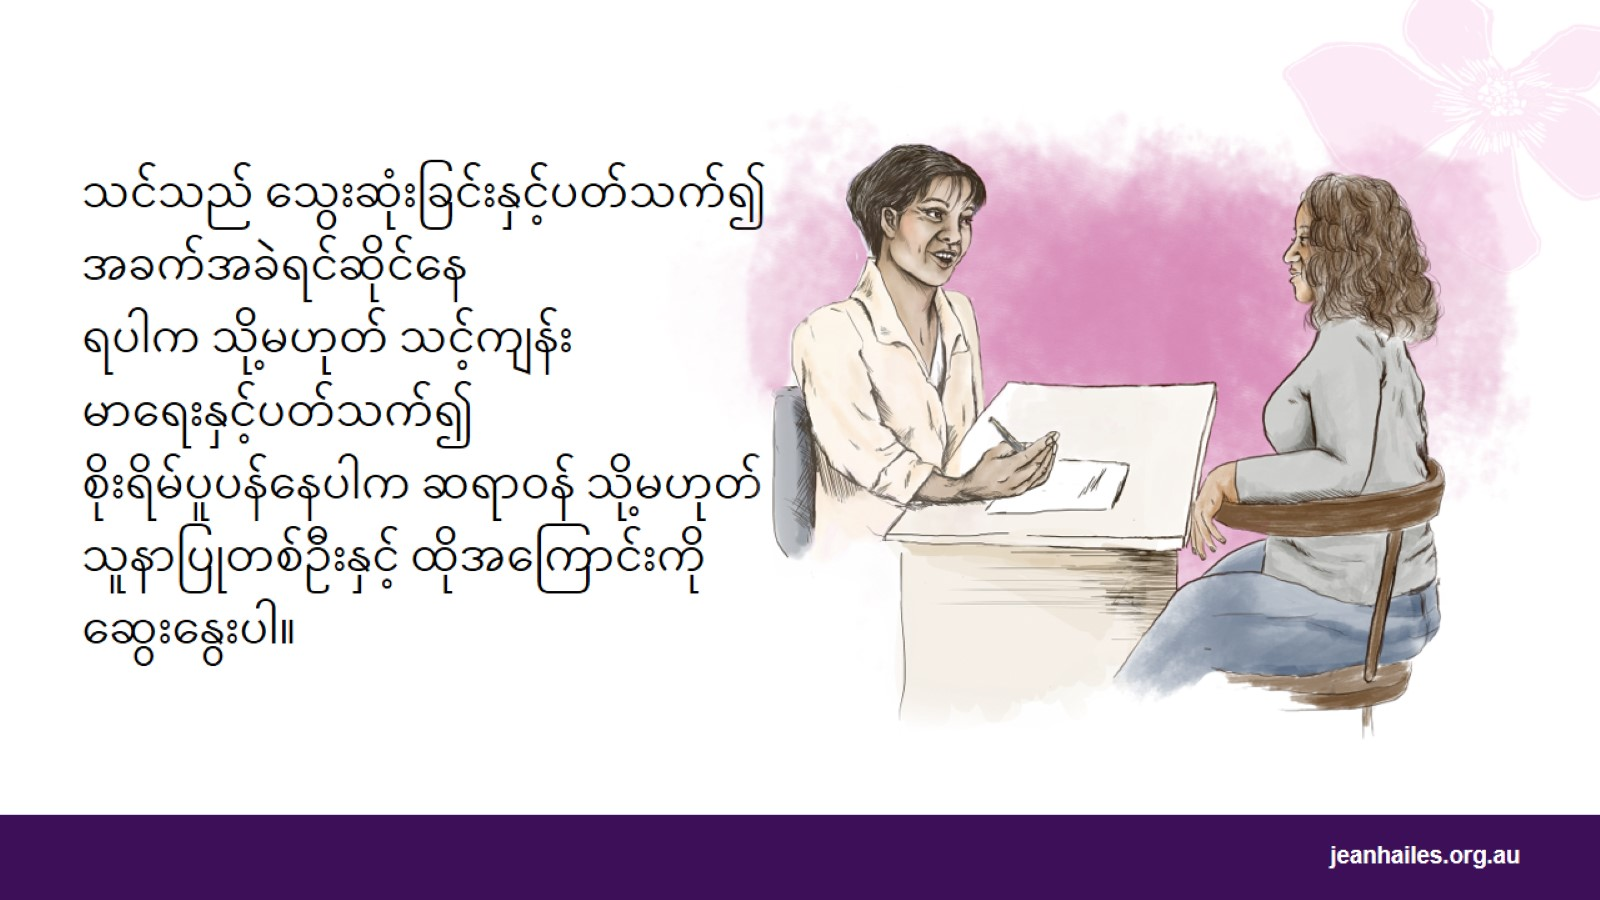 သင်သည် သွေးဆုံးခြင်းနှင့်ပတ်သက်၍
အခက်အခဲရင်ဆိုင်နေ
ရပါက သို့မဟုတ် သင့်ကျန်း
မာရေးနှင့်ပတ်သက်၍
စိုးရိမ်ပူပန်နေပါက ဆရာဝန် သို့မဟုတ်
သူနာပြုတစ်ဦးနှင့် ထိုအကြောင်းကို
ဆွေးနွေးပါ။
jeanhailes.org.au